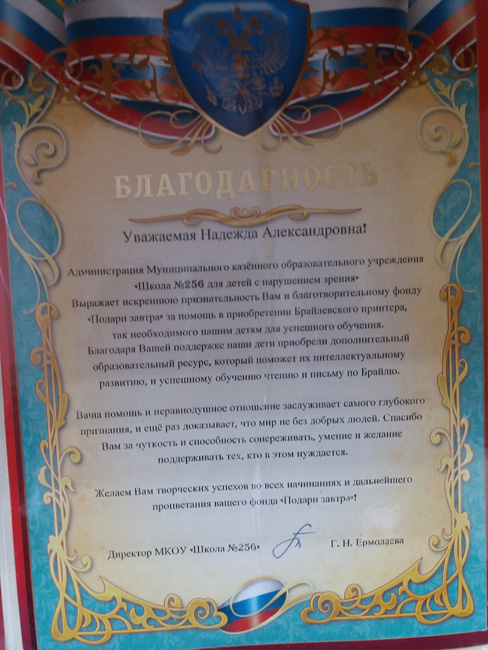 БЛАГОДАРНОСТЬ
Уважаемая Надежда Александровна!
Администрация Муниципального казённого образовательного учреждения
«Школа №256 для детей с нарушением зрения»
Выражает искреннюю признательность Вам и благотворительному фонду
«Подари завтра» за помощь в приобретении Брайлевского принтера,
так необходимого нашим детям для успешного обучения.
Благодаря Вашей поддержке наши дети приобрели дополнительный
образовательный ресурс, который поможет их интеллектуальному
развитию, и успешному обучению чтению и письму по Брайлю.
Ваша помощь и неравнодушное отношение заслуживает самого глубокого
признания, и ещё раз доказывает, что мир не без добрых людей. Спасибо
Вам за чуткость и способность сопереживать, умение и желание
поддерживать тех, кто в этом нуждается.
Желаем Вам творческих успехов во всех начинаниях и дальнейшего
процветания вашего фонда «Подари завтра»!
Директор МКОУ «Школа №256» Г. Н. Ермолаева